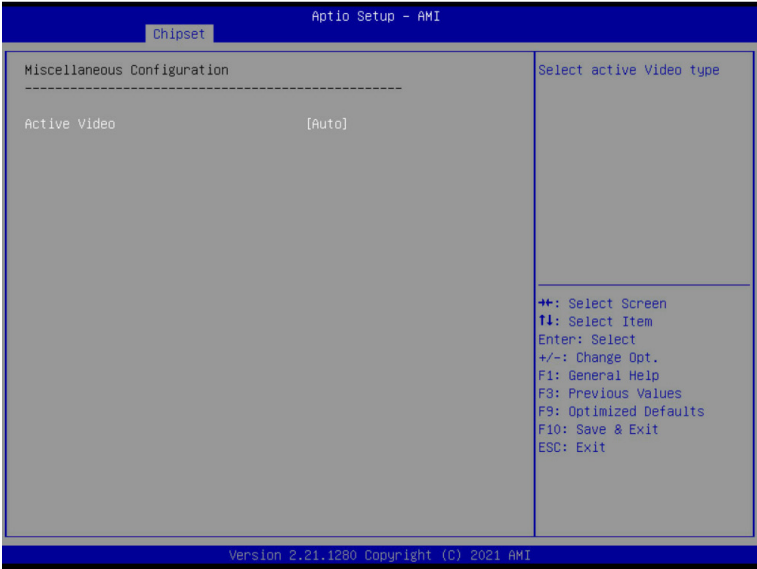 Aptio Setup – AMI
Chipset
Miscellaneous Configuration
--------------------------------------------------
Active Video [Auto]
Select active Video type
→←: Select Screen
↑↓: Select Item
Enter: Select
+/-: Change Opt.
F1: General Help
F3: Previous Values
F9: Optimized Defaults
F10: Save & Exit
ESC: Exit
Version 2.21.1280 Copyright (C) 2021 AMI